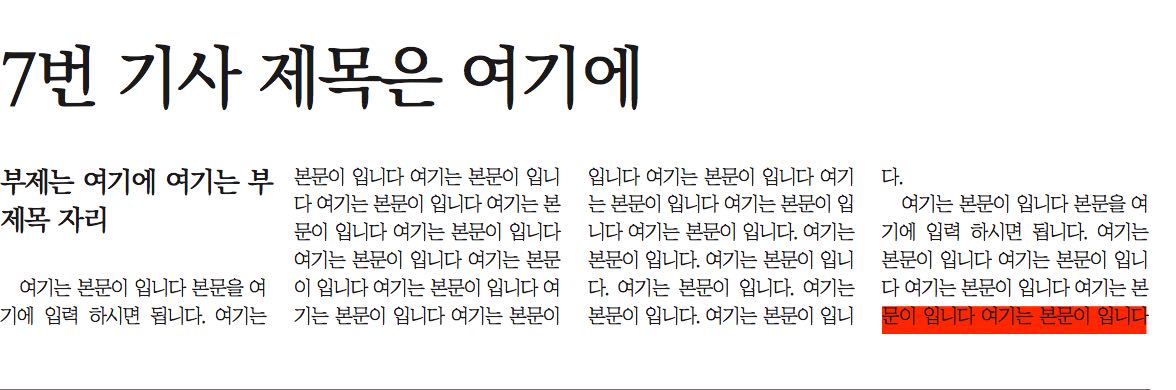 7번 기사 제목은 여기에
부제는 여기에 여기는 부
제목 자리
여기는 본문이 입니다 본문을 여
기에 입력 하시면 됩니다. 여기는
본문이 입니다 여기는 본문이 입니
다 여기는 본문이 입니다 여기는 본
문이 입니다 여기는 본문이 입니다
여기는 본문이 입니다 여기는 본문
이 입니다 여기는 본문이 입니다 여
기는 본문이 입니다 여기는 본문이
입니다 여기는 본문이 입니다 여기
는 본문이 입니다 여기는 본문이 입
니다 여기는 본문이 입니다. 여기는
본문이 입니다. 여기는 본문이 입니
다. 여기는 본문이 입니다. 여기는
본문이 입니다. 여기는 본문이 입니
다.
여기는 본문이 입니다 본문을 여
기에 입력 하시면 됩니다. 여기는
본문이 입니다 여기는 본문이 입니
다 여기는 본문이 입니다 여기는 본
문이 입니다 여기는 본문이 입니다